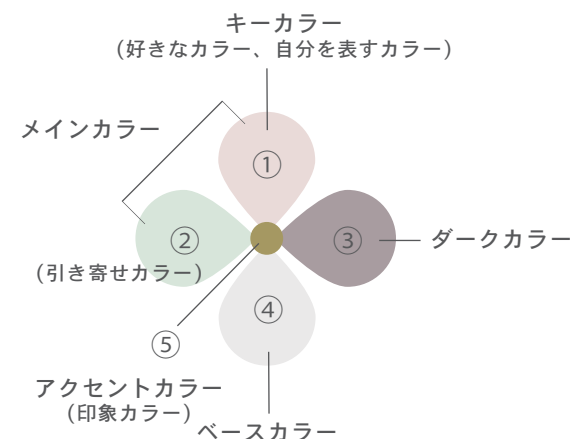 キーカラー
(好きなカラー、自分を表すカラー)
メインカラー
①
②
(引き寄せカラー)
③
ダークカラー
④
⑤
アクセントカラー
(印象カラー)
ベースカラー